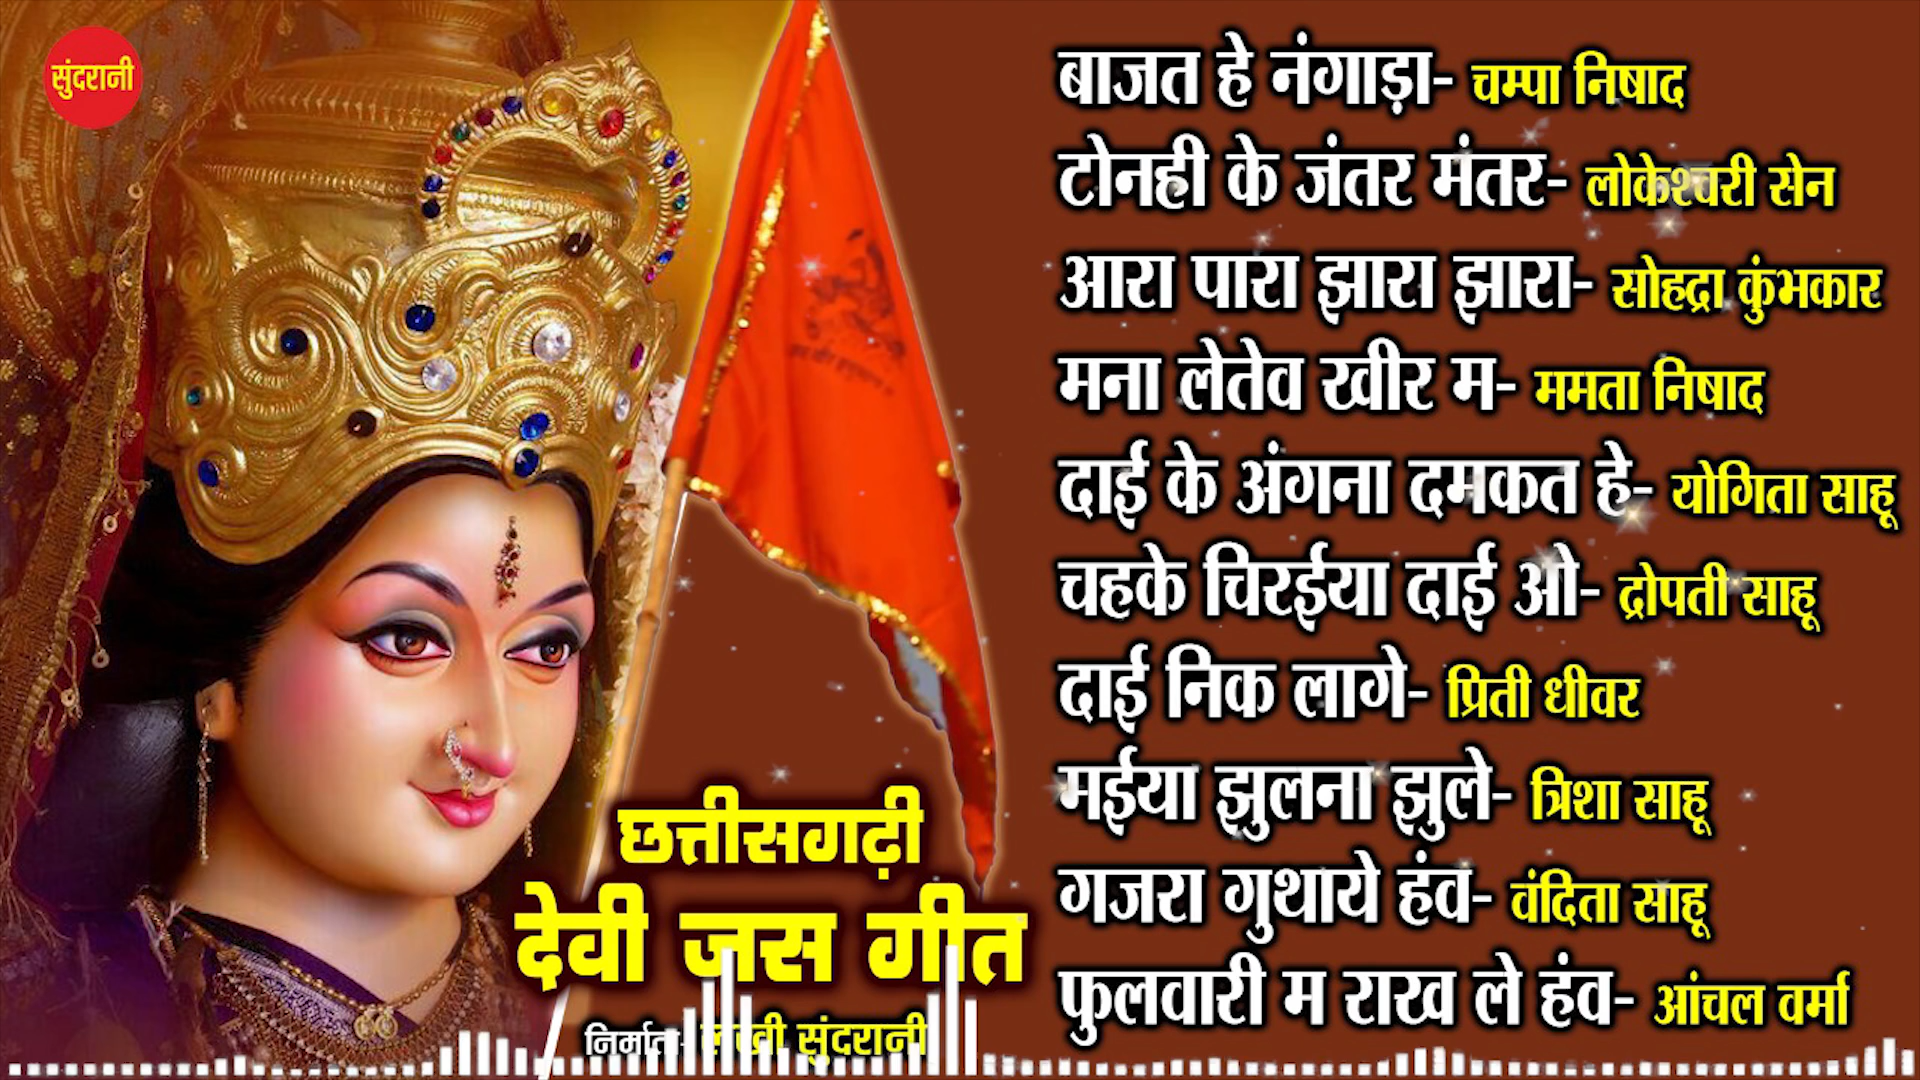 सुंदरानी
बाजत हे नंगाड़ा- चम्पा निषाद
टोनही के जंतर मंतर- लोकेश्वरी सेन
आरा पारा झारा झारा- सोहद्रा कुंभकार
मना लेतेव खीर म- ममता निषाद
दाई के अंगना दमकत हे- योगिता साहू
चहके चिरईया दाई ओ- द्रोपती साहू
दाई निक लागे- प्रिती धीवर
मईया झुलना झुले- त्रिशा साहू
गजरा गुथाये हंव- वंदिता साहू
फुलवारी म राख ले हंव- आंचल वर्मा
छत्तीसगढ़ी
देवी जस गीत
निर्माता- लखी सुंदरानी